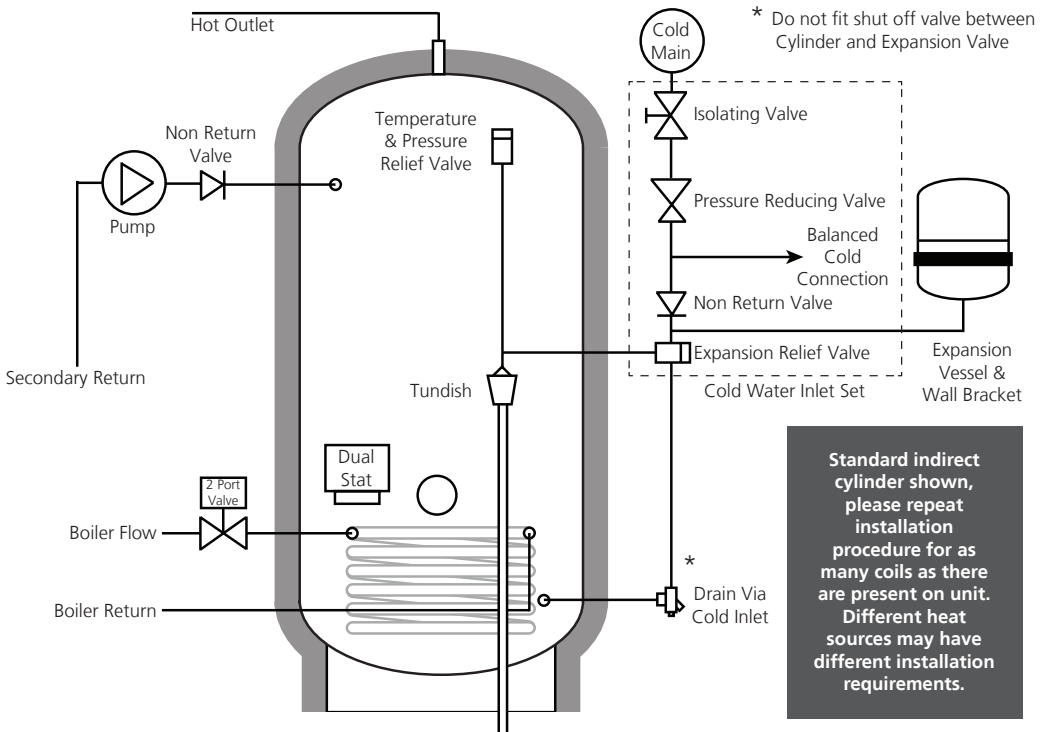 Hot Outlet
Cold
Main
* Do not fit shut off valve between
Cylinder and Expansion Valve
Isolating Valve
Temperature
& Pressure
Relief Valve
Non Return
Valve
Pump
Pressure Reducing Valve
Balanced
Cold
Connection
Non Return Valve
Expansion Relief Valve
Cold Water Inlet Set
Expansion
Vessel &
Wall Bracket
Secondary Return
Tundish
Dual
Stat
2 Port
Valve
Boiler Flow
Boiler Return
*
Drain Via
Cold Inlet
Standard indirect
cylinder shown,
please repeat
installation
procedure for as
many coils as there
are present on unit.
Different heat
sources may have
different installation
requirements.